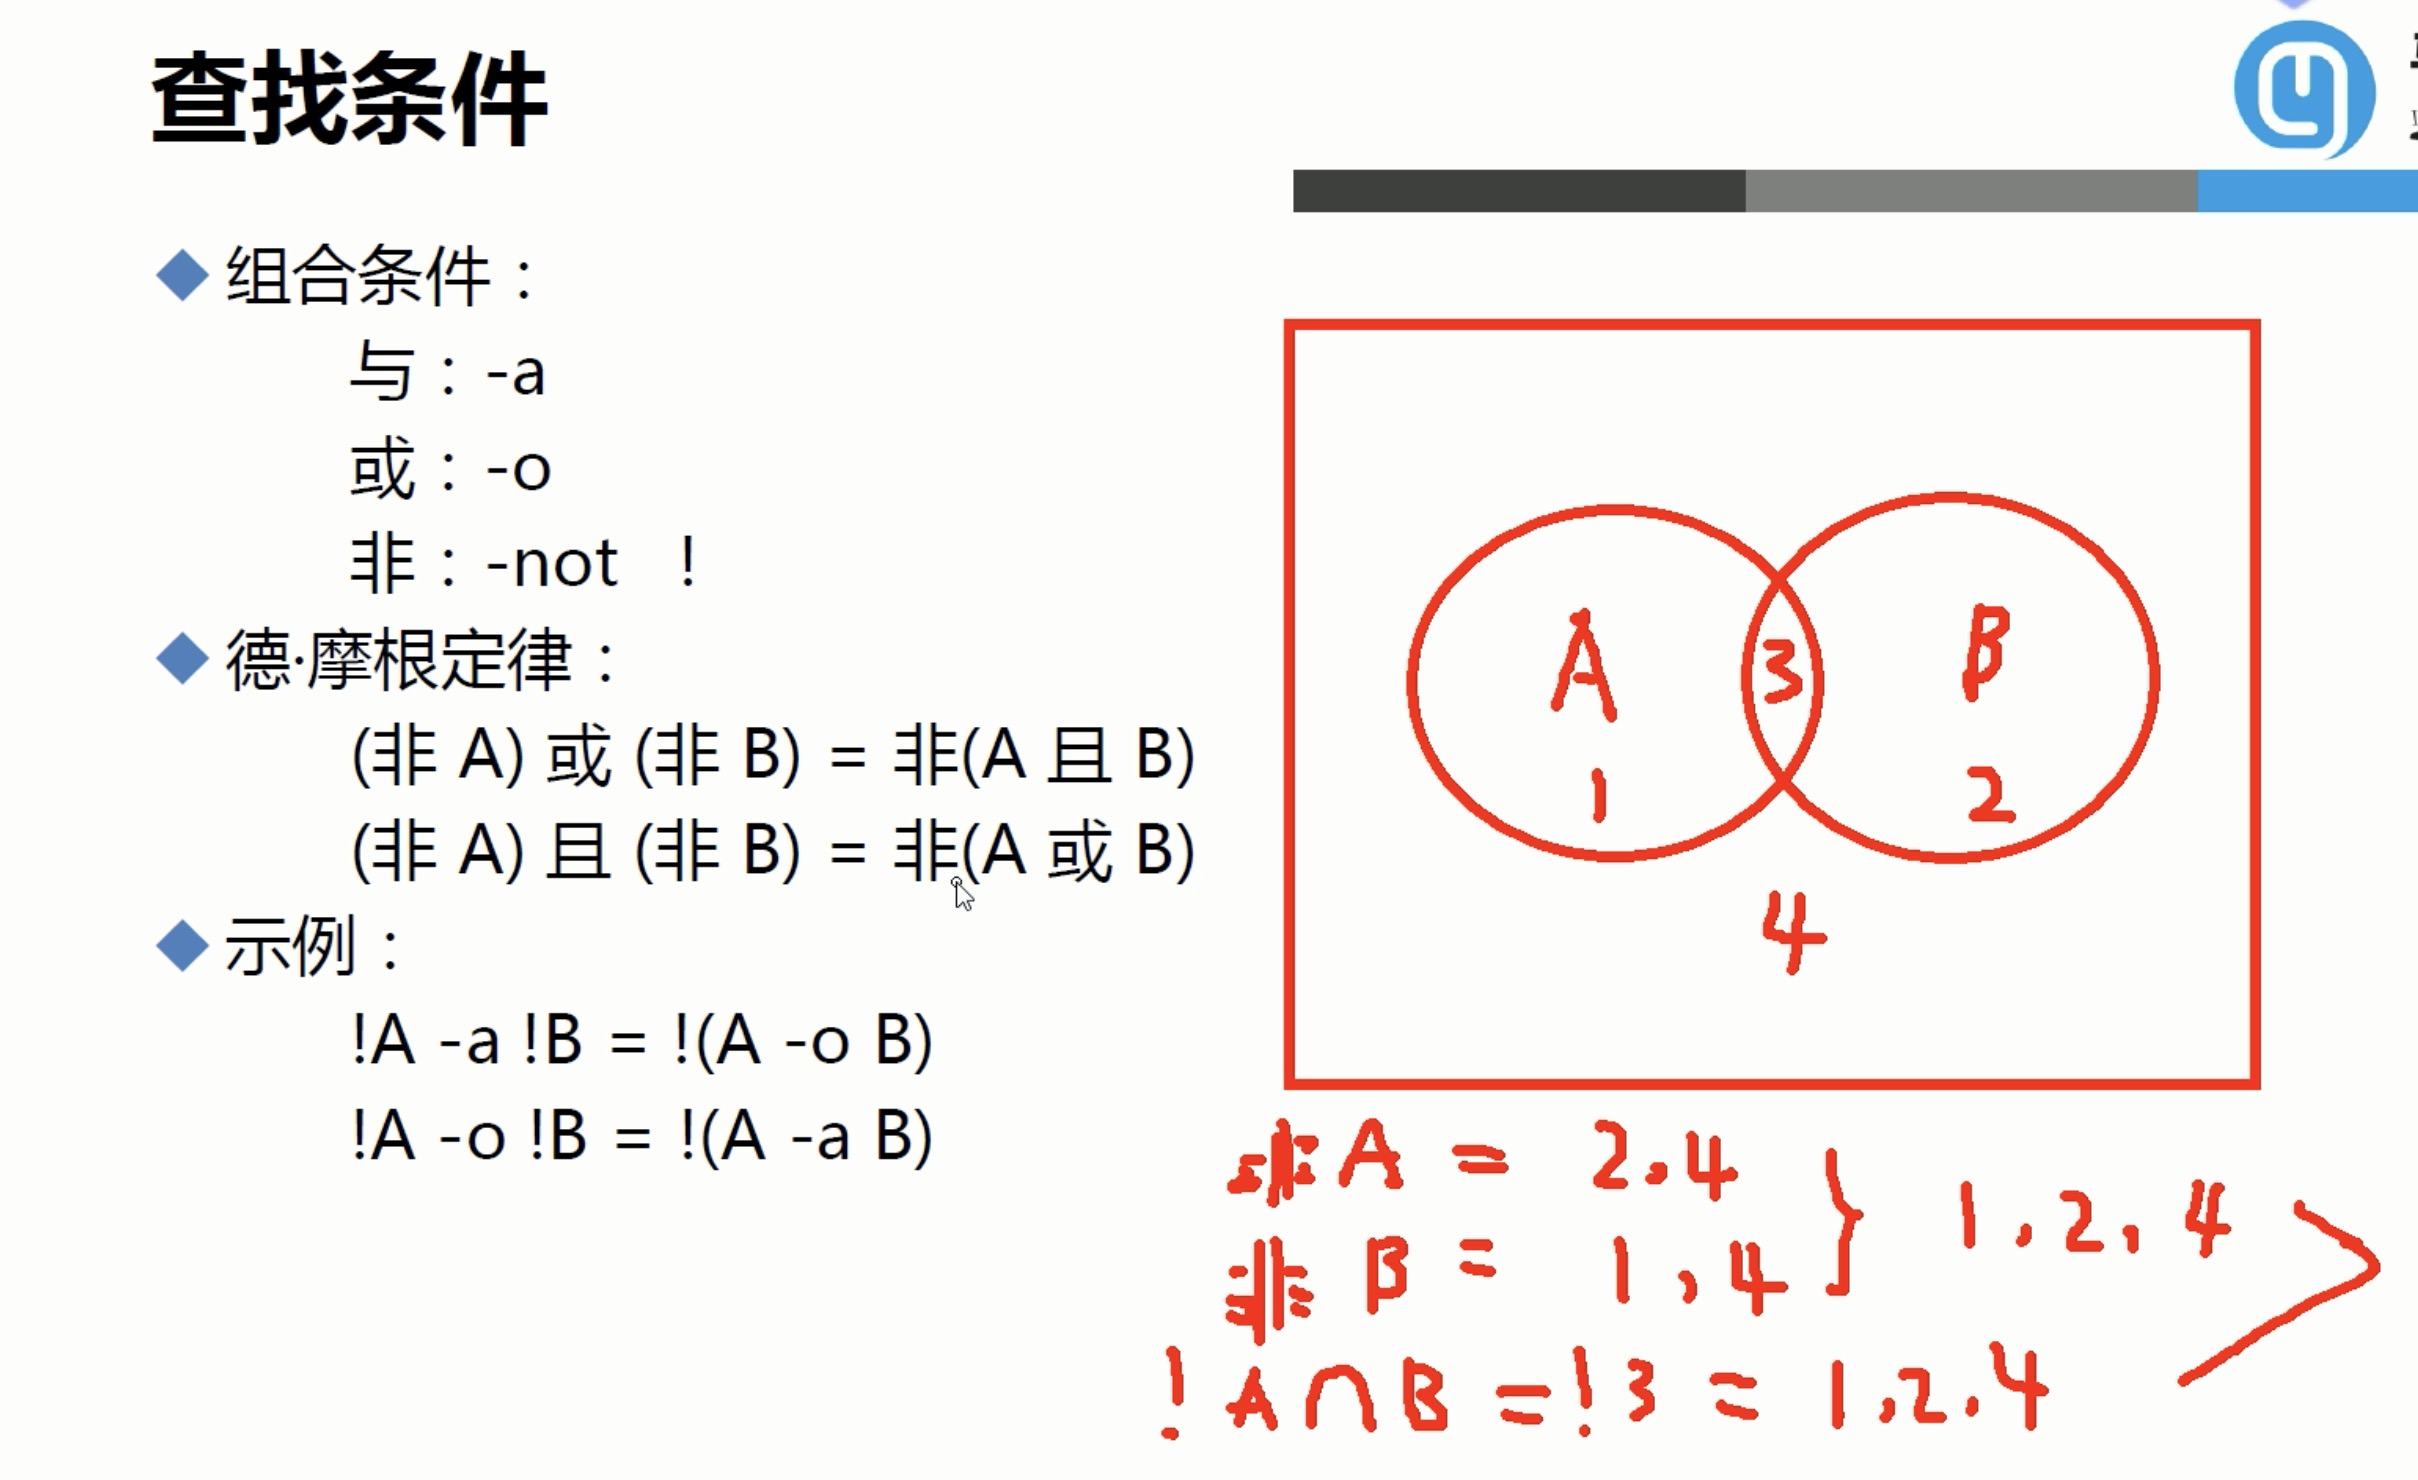 查找条件
组合条件：
与：-a
或：-o
非：-not !
德·摩根定律：
(非 A) 或 (非 B) = 非(A 且 B)
(非 A) 且 (非 B) = 非(A 或 B)
示例：
!A -a !B = !(A -o B)
!A -o !B = !(A -a B)
A 3 B
1 2
4
非A = 2.4
非B = 1,4
} 1,2,4
!A∩B=!3=1,2.4